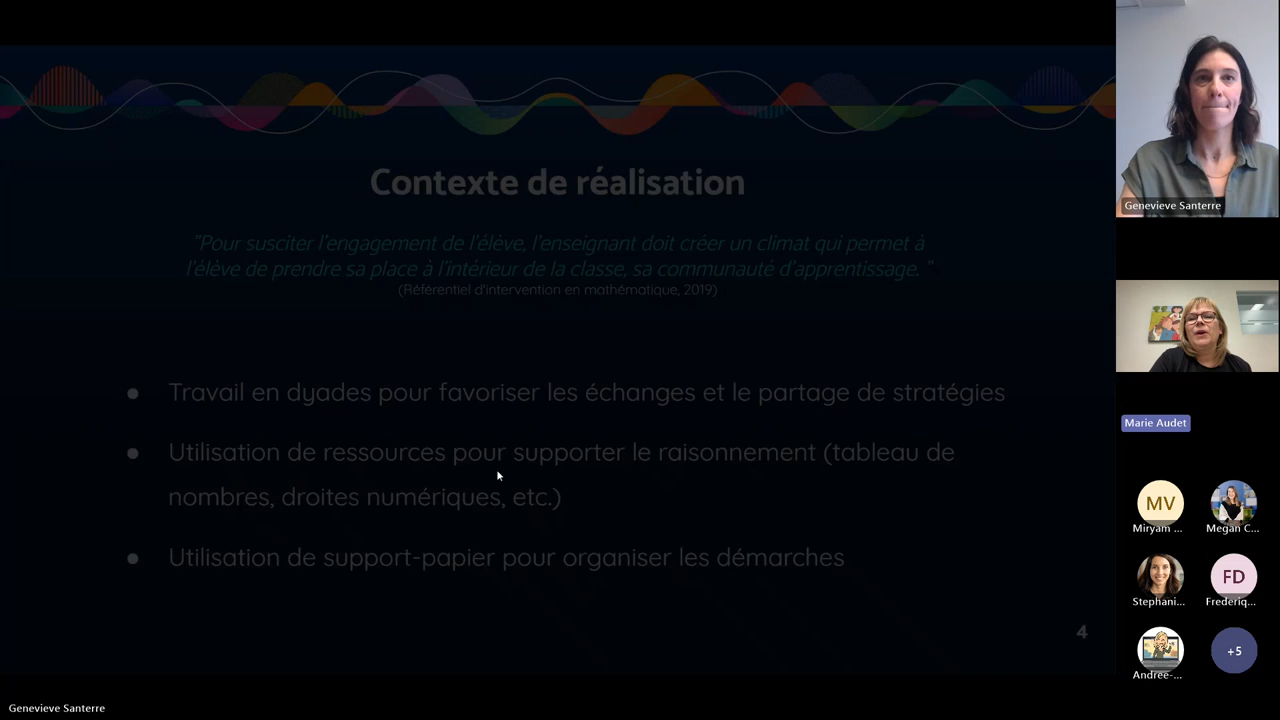 Contexte de réalisation
"Pour susciter l'engagement de l'élève, l'enseignant doit créer un climat qui permet à
l'élève de prendre sa place à l'intérieur de la classe, sa communauté d'apprentissage. "
(Référentiel d'intervention en mathématique, 2019)
● Travail en dyades pour favoriser les échanges et le partage de stratégies
● Utilisation de ressources pour supporter le raisonnement (tableau de
nombres, droites numériques, etc.)
● Utilisation de support-papier pour organiser les démarches
4
Genevieve Santerre
Genevieve Santerre
Marie Audet
MV
Miryam ...
Megan C...
Stephani...
FD
Frederiq...
Andree-...
+5